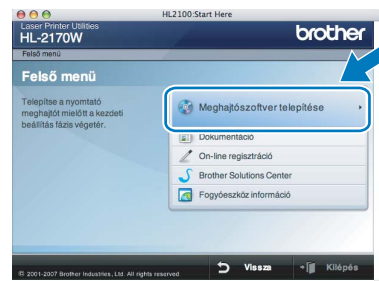 HL2100:Start Here
Laser Printer Utilities
HL-2170W
brother
Felső menü
Felső menü
Telepítse a nyomtató
meghajtót mielőtt a kezdeti
beállítás fázis végetér.
Meghajtószoftver telepítése
Dokumentáció
On-line regisztráció
Brother Solutions Center
Fogyóeszköz információ
© 2001-2007 Brother Industries, Ltd. All rights reserved.
Vissza
Kilépés